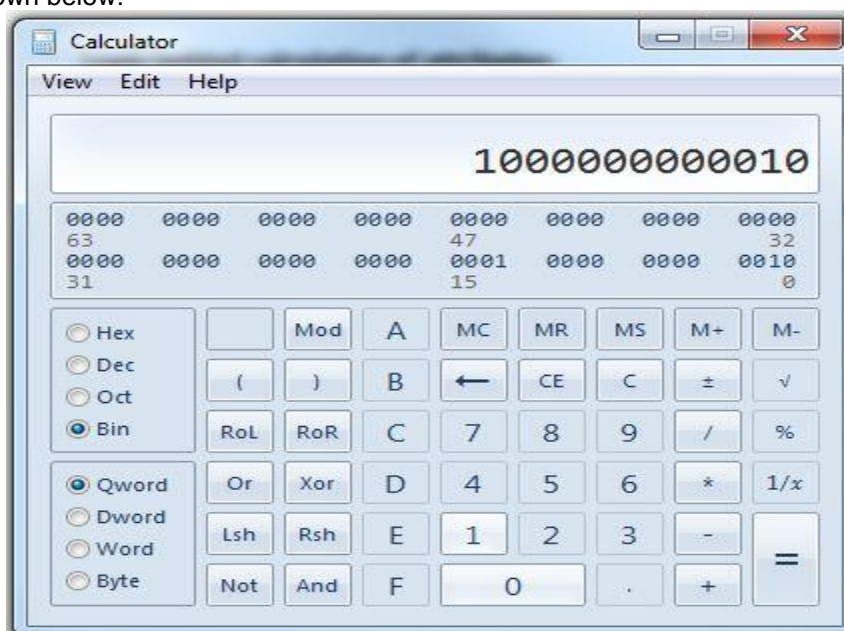 own below.
Calculator
View Edit Help
1000000000010
0000 0000 0000 0000 0000 0000 0000 0000
63 47 32
0000 0000 0000 0000 0001 0000 0000 0010
31 15 0
Hex Mod A MC MR MS M+ M-
Dec ( ) B ← CE C ± √
Oct
Bin RoL RoR C 7 8 9 / %
Qword Or Xor D 4 5 6 * 1/x
Dword Lsh Rsh E 1 2 3 - =
Word
Byte Not And F 0 . +